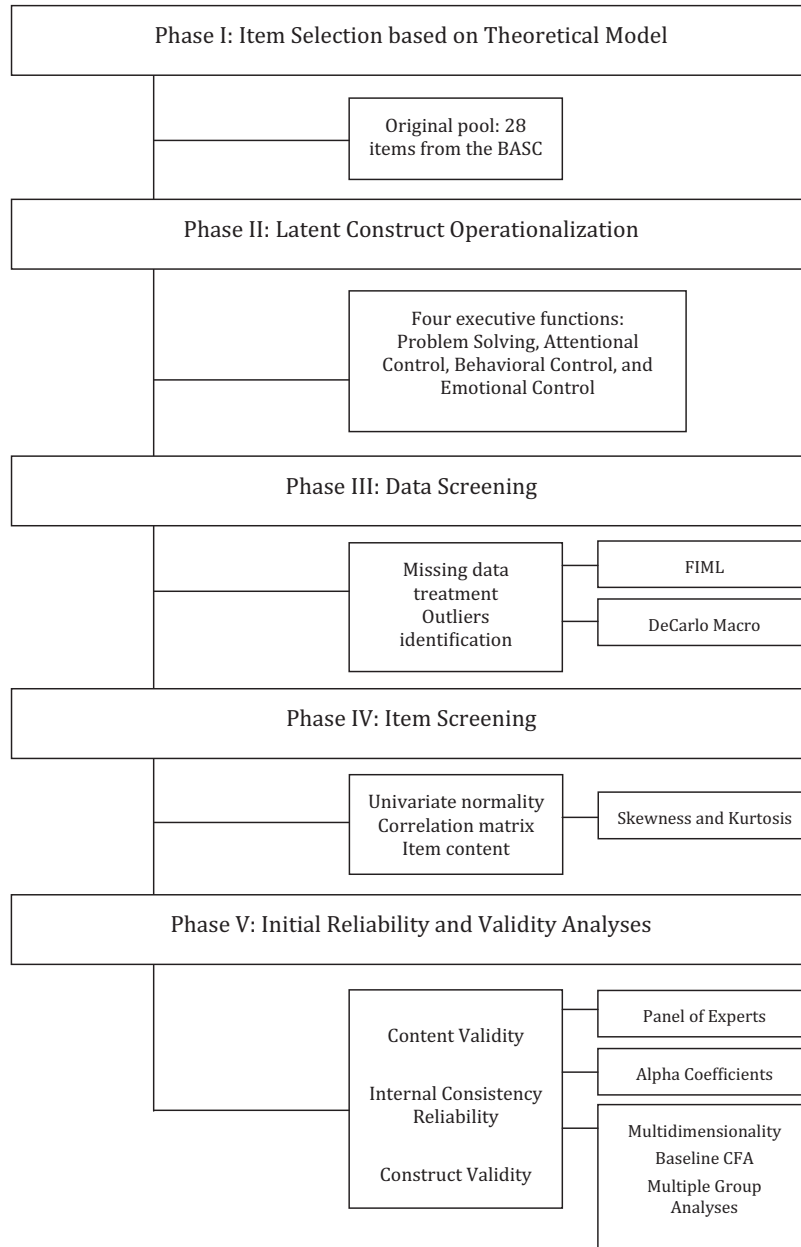 Phase I: Item Selection based on Theoretical Model
Original pool: 28
items from the BASC
Phase II: Latent Construct Operationalization
Four executive functions:
Problem Solving, Attentional
Control, Behavioral Control, and
Emotional Control
Phase III: Data Screening
Missing data
treatment
Outliers
identification
FIML
DeCarlo Macro
Phase IV: Item Screening
Univariate normality
Correlation matrix
Item content
Skewness and Kurtosis
Phase V: Initial Reliability and Validity Analyses
Content Validity
Internal Consistency
Reliability
Construct Validity
Panel of Experts
Alpha Coefficients
Multidimensionality
Baseline CFA
Multiple Group
Analyses